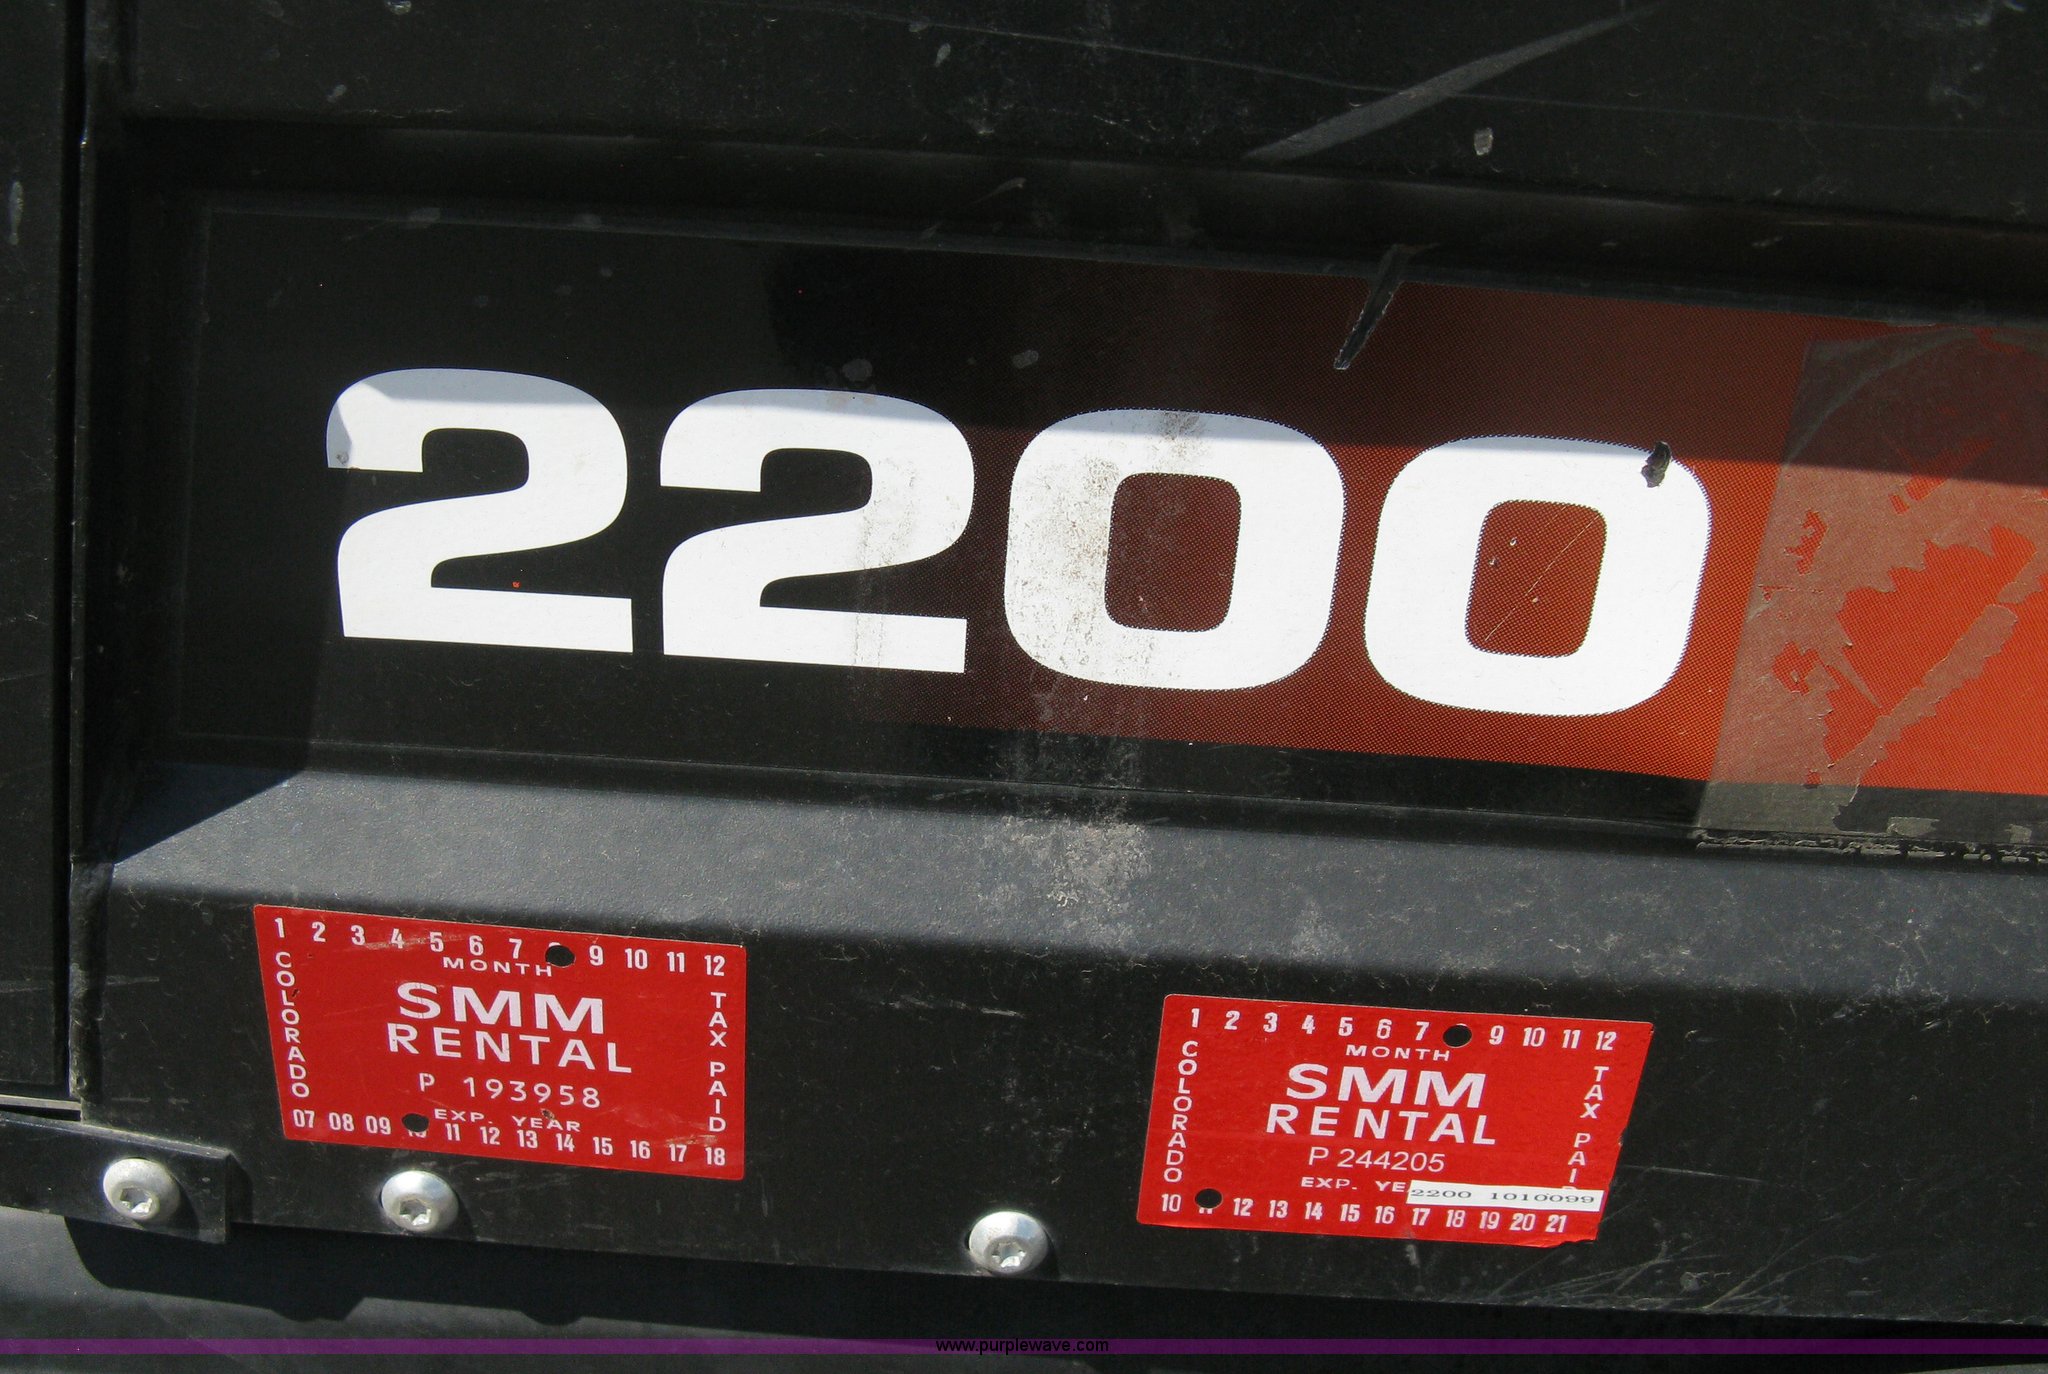 2200
1 2 3 4 5 6 7 9 10 11 12
MONTH
COLORADO
SMM
RENTAL
TAX PAID
P 193958
EXP. YEAR
07 08 09 11 12 13 14 15 16 17 18
1 2 3 4 5 6 7 9 10 11 12
MONTH
COLORADO
SMM
RENTAL
TAX PAI
P 244205
EXP. YE
2200 1010099
10 12 13 14 15 16 17 18 19 20 21
www.purplewave.com